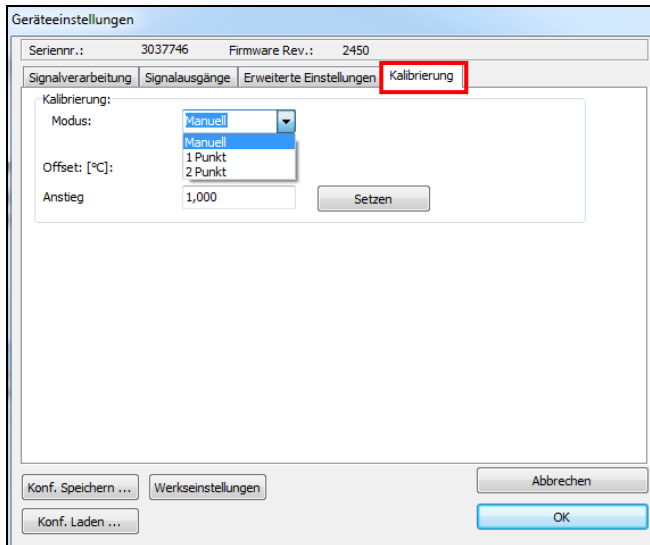 Geräteeinstellungen
Seriennr.: 3037746 Firmware Rev.: 2450
Signalverarbeitung Signalausgänge Erweiterte Einstellungen Kalibrierung
Kalibrierung:
Modus: Manuell
Manuell
1 Punkt
Offset: [°C]:
2 Punkt
Anstieg 1,000 Setzen
Konf. Speichern ... Werkseinstellungen Abbrechen
Konf. Laden ... OK